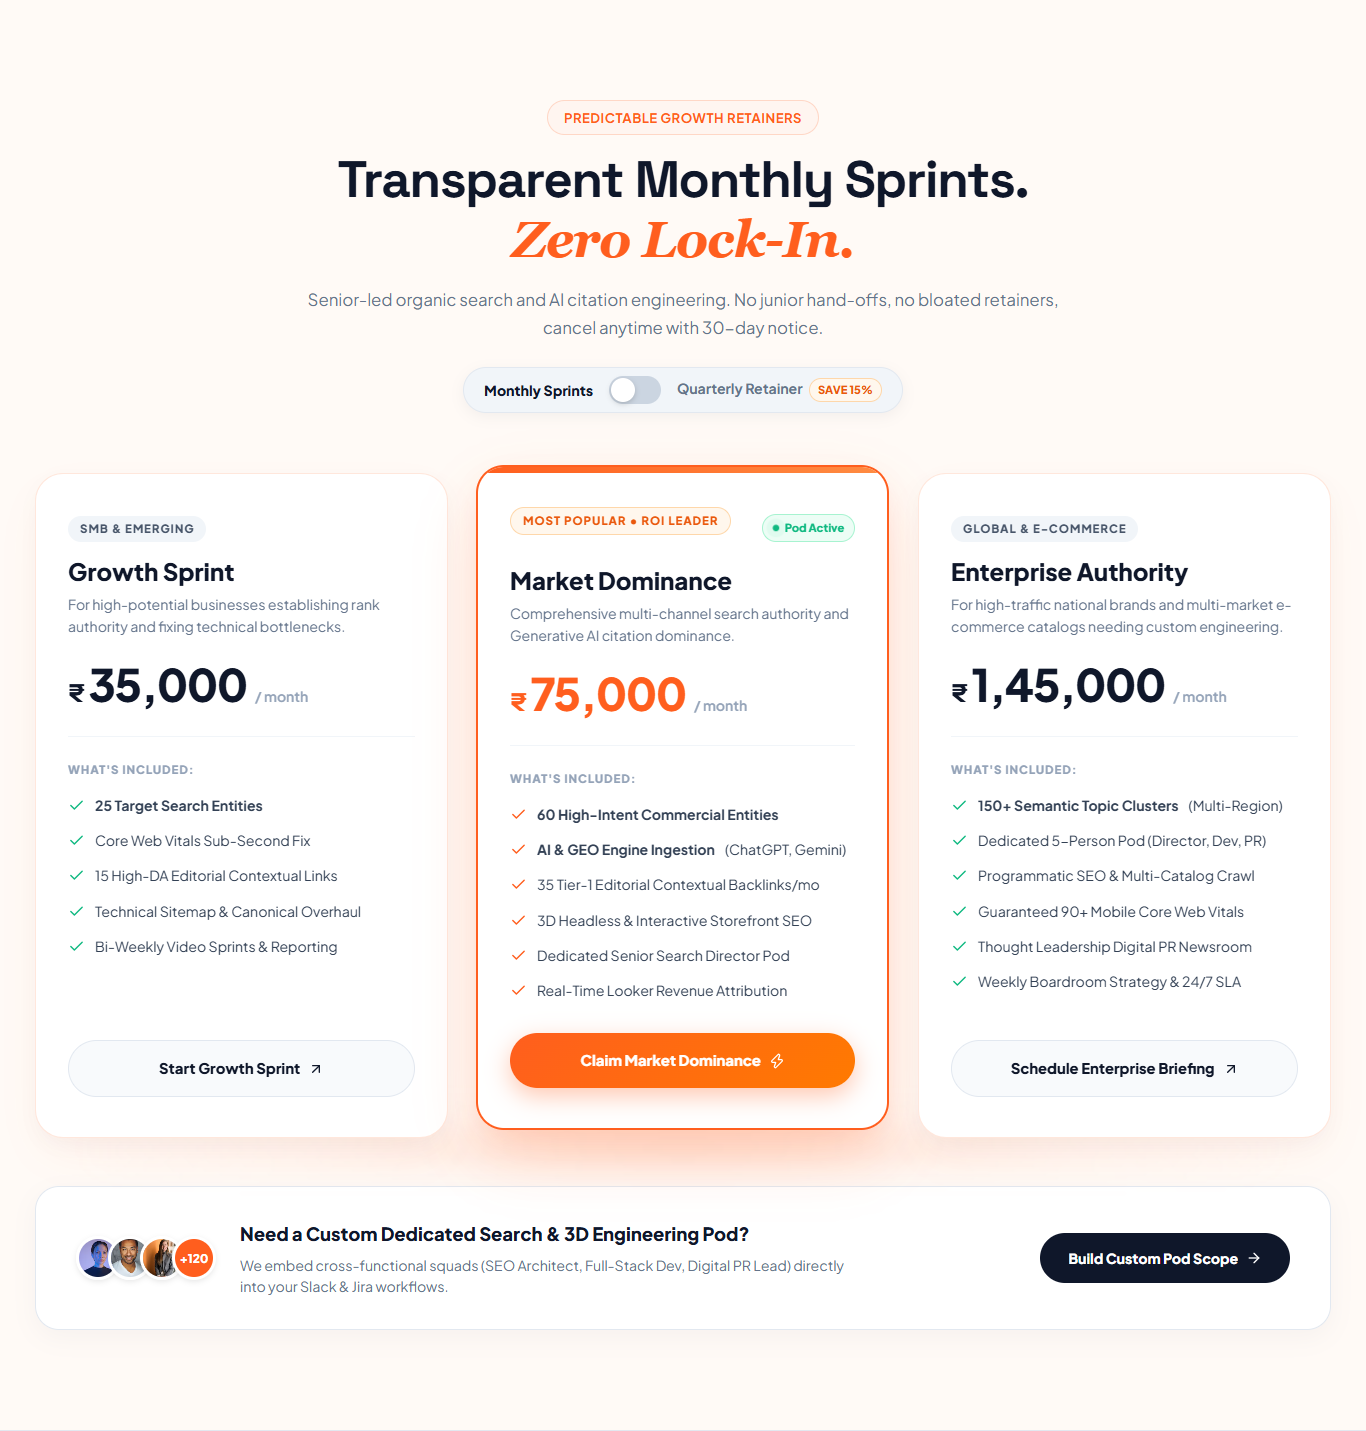 PREDICTABLE GROWTH RETAINERS
Transparent Monthly Sprints.
Zero Lock-In.
Senior-led organic search and AI citation engineering. No junior hand-offs, no bloated retainers,
cancel anytime with 30-day notice.
Monthly Sprints
Quarterly Retainer SAVE 15%
SMB & EMERGING
Growth Sprint
For high-potential businesses establishing rank
authority and fixing technical bottlenecks.
₹35,000 / month
WHAT'S INCLUDED:
25 Target Search Entities
Core Web Vitals Sub-Second Fix
15 High-DA Editorial Contextual Links
Technical Sitemap & Canonical Overhaul
Bi-Weekly Video Sprints & Reporting
Start Growth Sprint
MOST POPULAR • ROI LEADER
Pod Active
Market Dominance
Comprehensive multi-channel search authority and
Generative AI citation dominance.
₹75,000 / month
WHAT'S INCLUDED:
60 High-Intent Commercial Entities
AI & GEO Engine Ingestion (ChatGPT, Gemini)
35 Tier-1 Editorial Contextual Backlinks/mo
3D Headless & Interactive Storefront SEO
Dedicated Senior Search Director Pod
Real-Time Looker Revenue Attribution
Claim Market Dominance
GLOBAL & E-COMMERCE
Enterprise Authority
For high-traffic national brands and multi-market e-
commerce catalogs needing custom engineering.
₹1,45,000 / month
WHAT'S INCLUDED:
150+ Semantic Topic Clusters (Multi-Region)
Dedicated 5-Person Pod (Director, Dev, PR)
Programmatic SEO & Multi-Catalog Crawl
Guaranteed 90+ Mobile Core Web Vitals
Thought Leadership Digital PR Newsroom
Weekly Boardroom Strategy & 24/7 SLA
Schedule Enterprise Briefing
+120
Need a Custom Dedicated Search & 3D Engineering Pod?
We embed cross-functional squads (SEO Architect, Full-Stack Dev, Digital PR Lead) directly
into your Slack & Jira workflows.
Build Custom Pod Scope